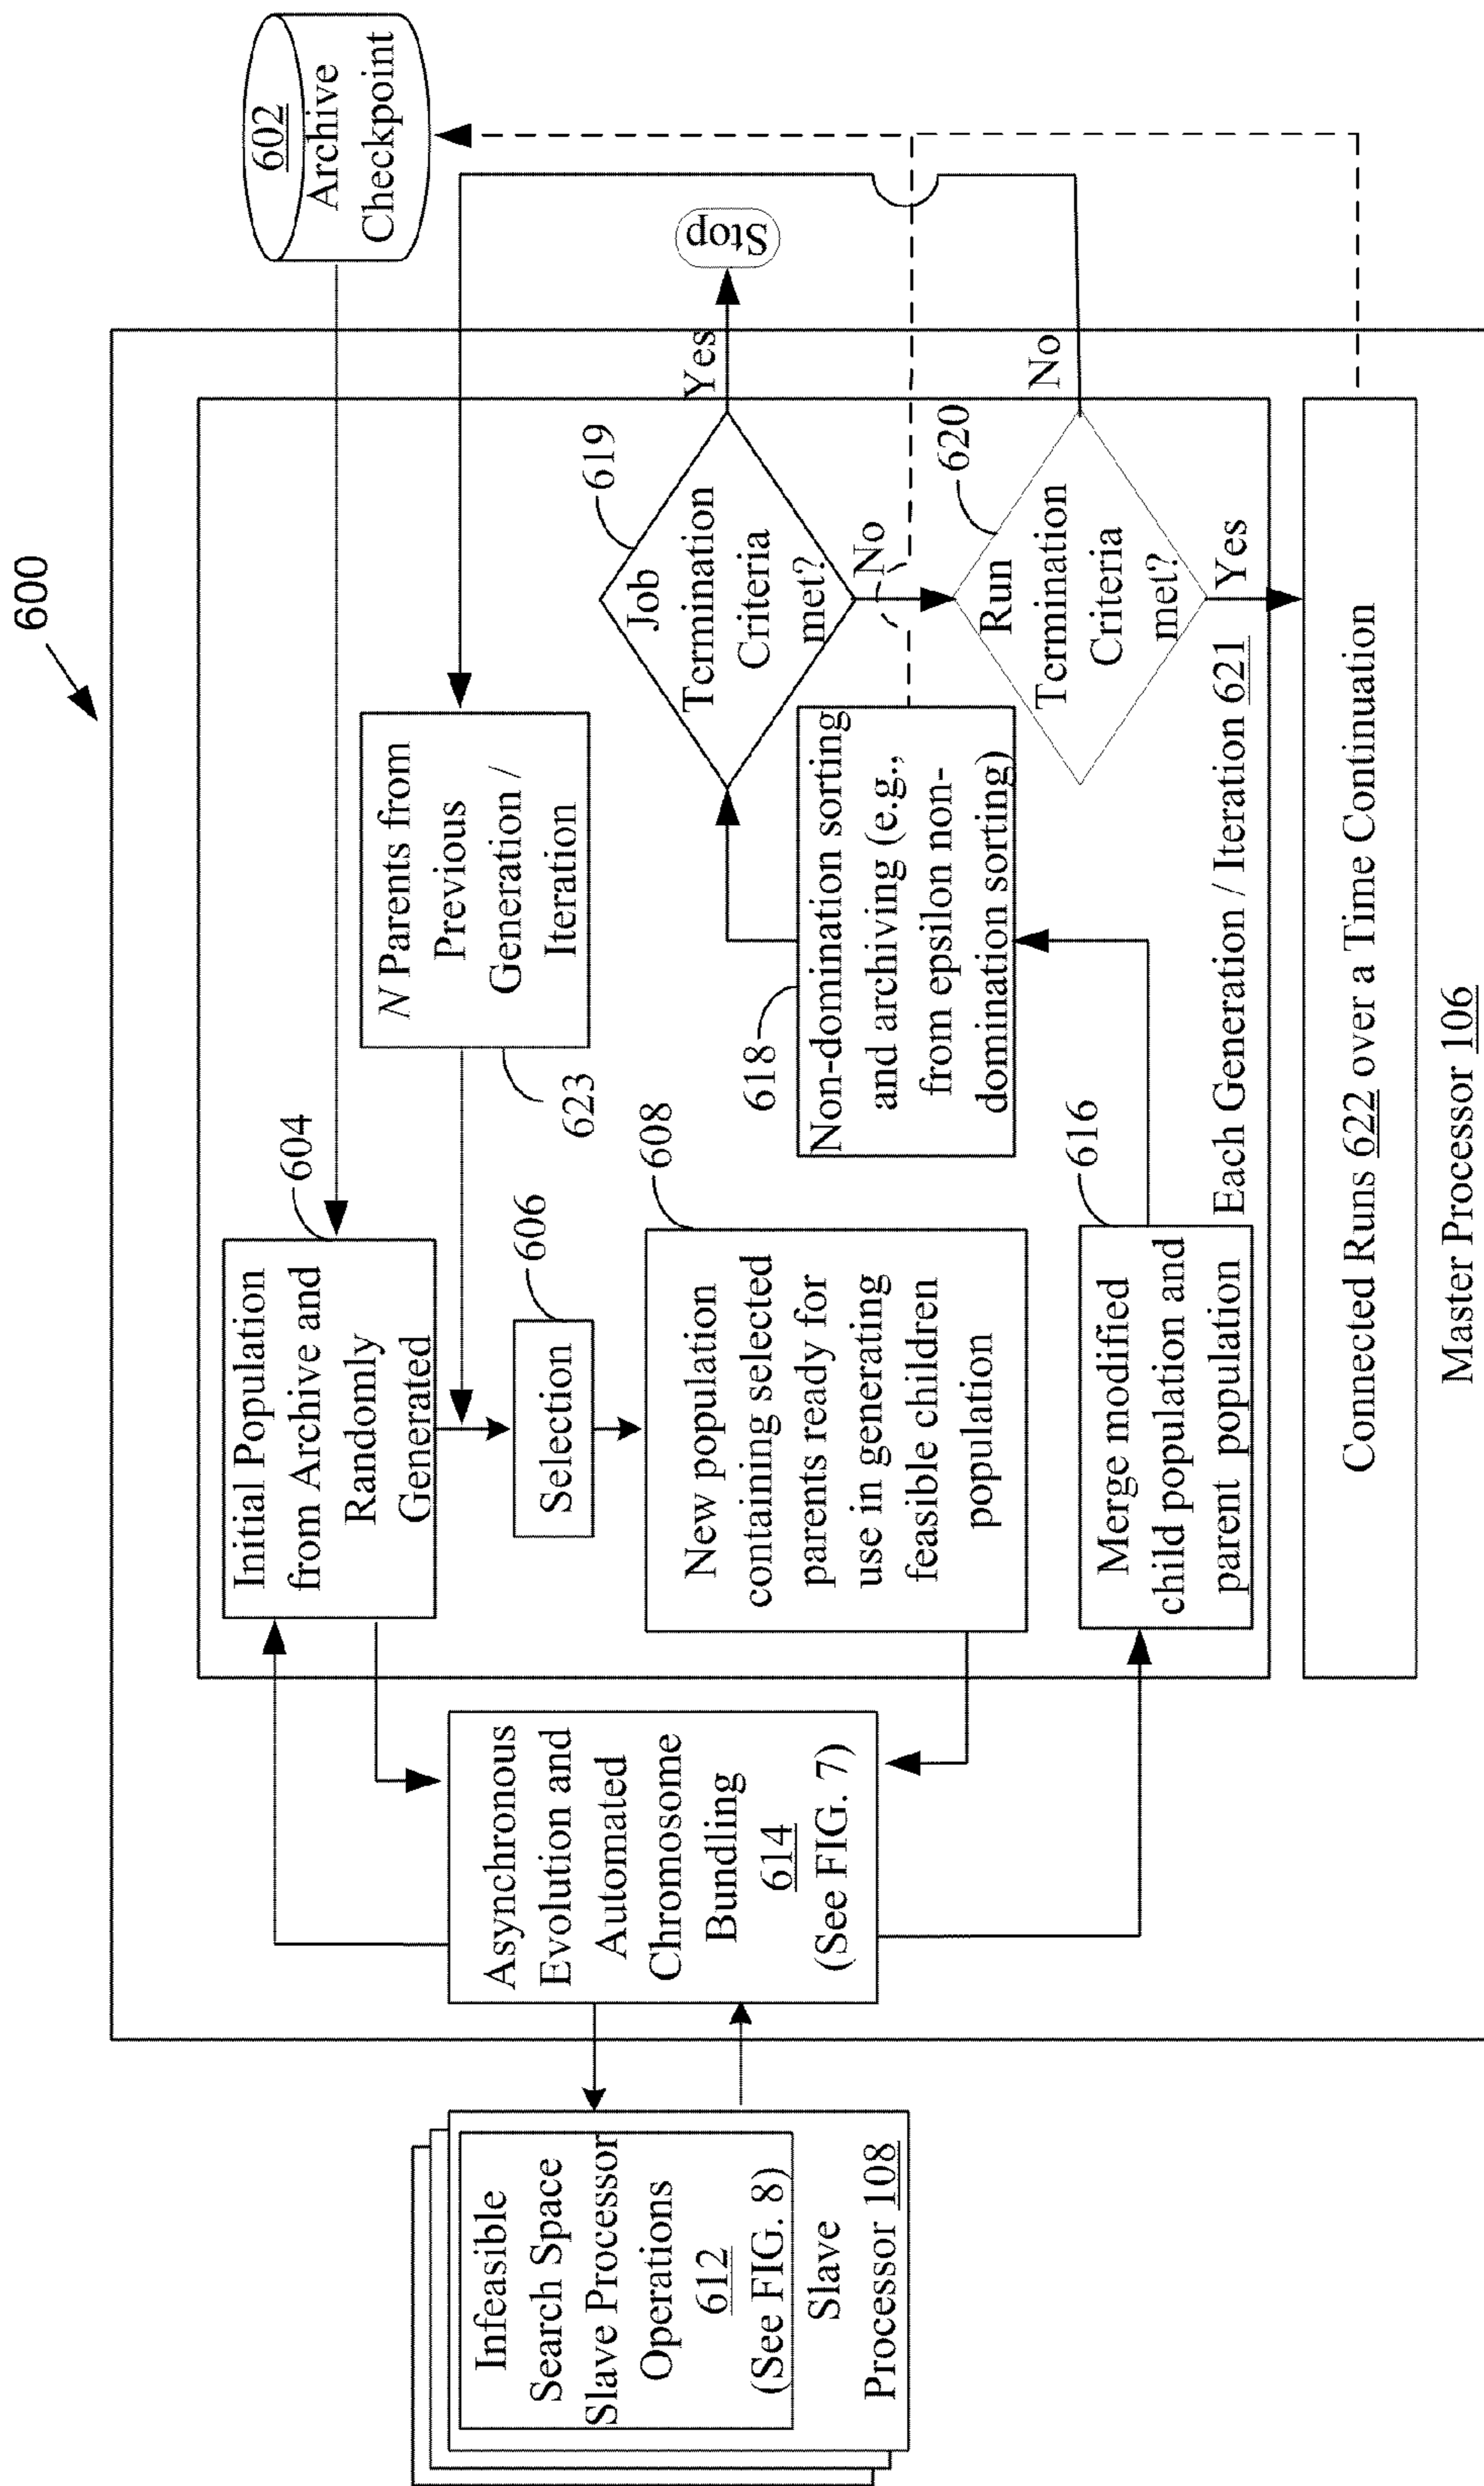 600
602
Archive
Checkpoint
604
Initial Population
from Archive and
Randomly
Generated
N Parents from
Previous
Generation /
Iteration
623
606
Selection
608
New population
containing selected
parents ready for
use in generating
feasible children
population
Asynchronous
Evolution and
Automated
Chromosome
Bundling
614
(See FIG. 7)
Infeasible
Search Space
Slave Processor
Operations
612
(See FIG. 8)
Slave
Processor 108
616
Merge modified
child population and
parent population
618
Non-domination sorting
and archiving (e.g.,
from epsilon non-
domination sorting)
619
Job
Termination
Criteria
met?
Yes
Stop
No
620
Run
Termination
Criteria
met?
No
Yes
Each Generation / Iteration 621
Connected Runs 622 over a Time Continuation
Master Processor 106